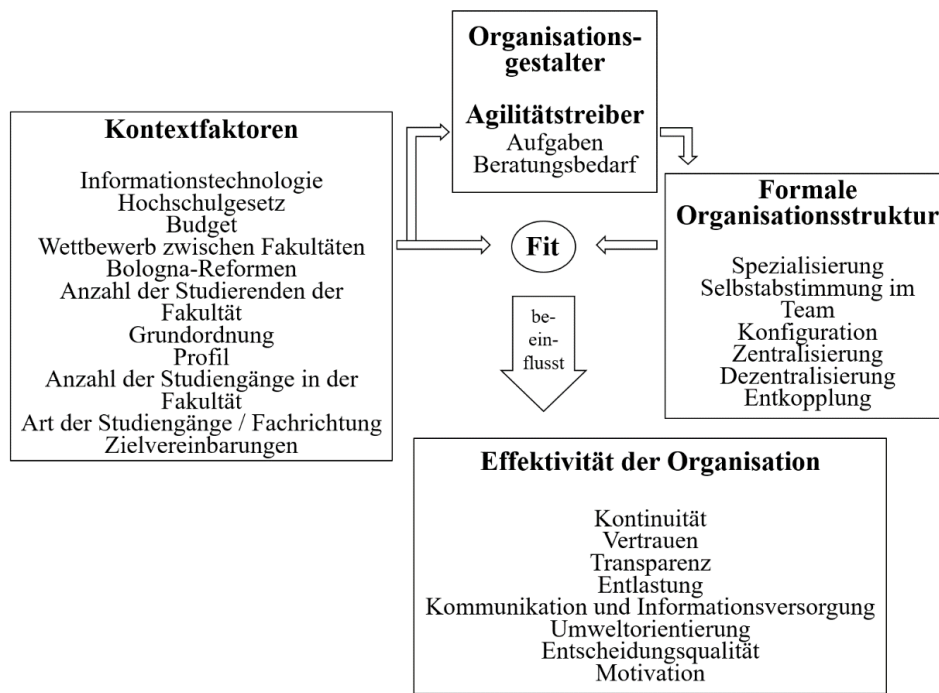 Organisations-
gestalter
Agilitätstreiber
Aufgaben
Beratungsbedarf
Kontextfaktoren
Informationstechnologie
Hochschulgesetz
Budget
Wettbewerb zwischen Fakultäten
Bologna-Reformen
Anzahl der Studierenden der
Fakultät
Grundordnung
Profil
Anzahl der Studiengänge in der
Fakultät
Art der Studiengänge / Fachrichtung
Zielvereinbarungen
Fit
be-
ein-
flusst
Formale
Organisationsstruktur
Spezialisierung
Selbstabstimmung im
Team
Konfiguration
Zentralisierung
Dezentralisierung
Entkopplung
Effektivität der Organisation
Kontinuität
Vertrauen
Transparenz
Entlastung
Kommunikation und Informationsversorgung
Umweltorientierung
Entscheidungsqualität
Motivation